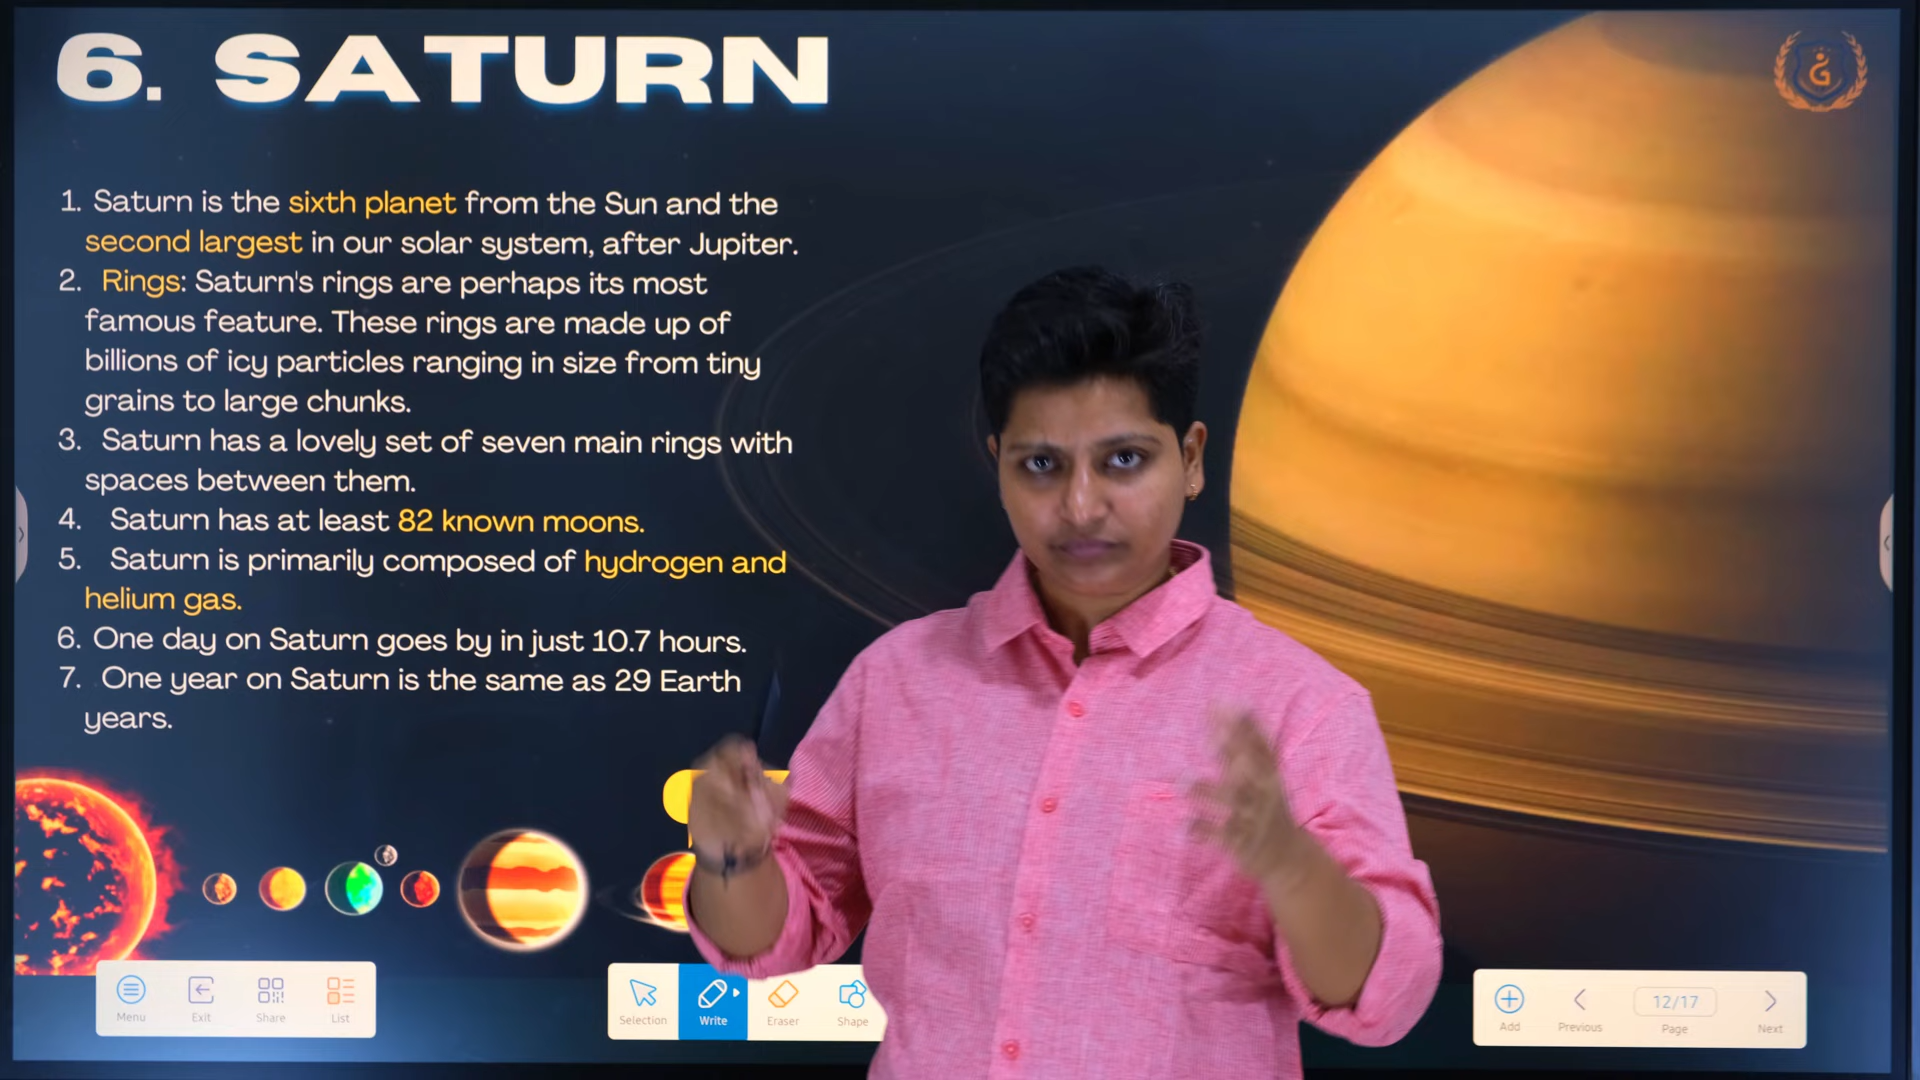 6. SATURN
1. Saturn is the sixth planet from the Sun and the
second largest in our solar system, after Jupiter.
2. Rings: Saturn's rings are perhaps its most
famous feature. These rings are made up of
billions of icy particles ranging in size from tiny
grains to large chunks.
3. Saturn has a lovely set of seven main rings with
spaces between them.
4. Saturn has at least 82 known moons.
5. Saturn is primarily composed of hydrogen and
helium gas.
6. One day on Saturn goes by in just 10.7 hours.
7. One year on Saturn is the same as 29 Earth
years.
Menu Exit Share List
Selection Write Eraser Shape
12/17
Add Previous Page Next